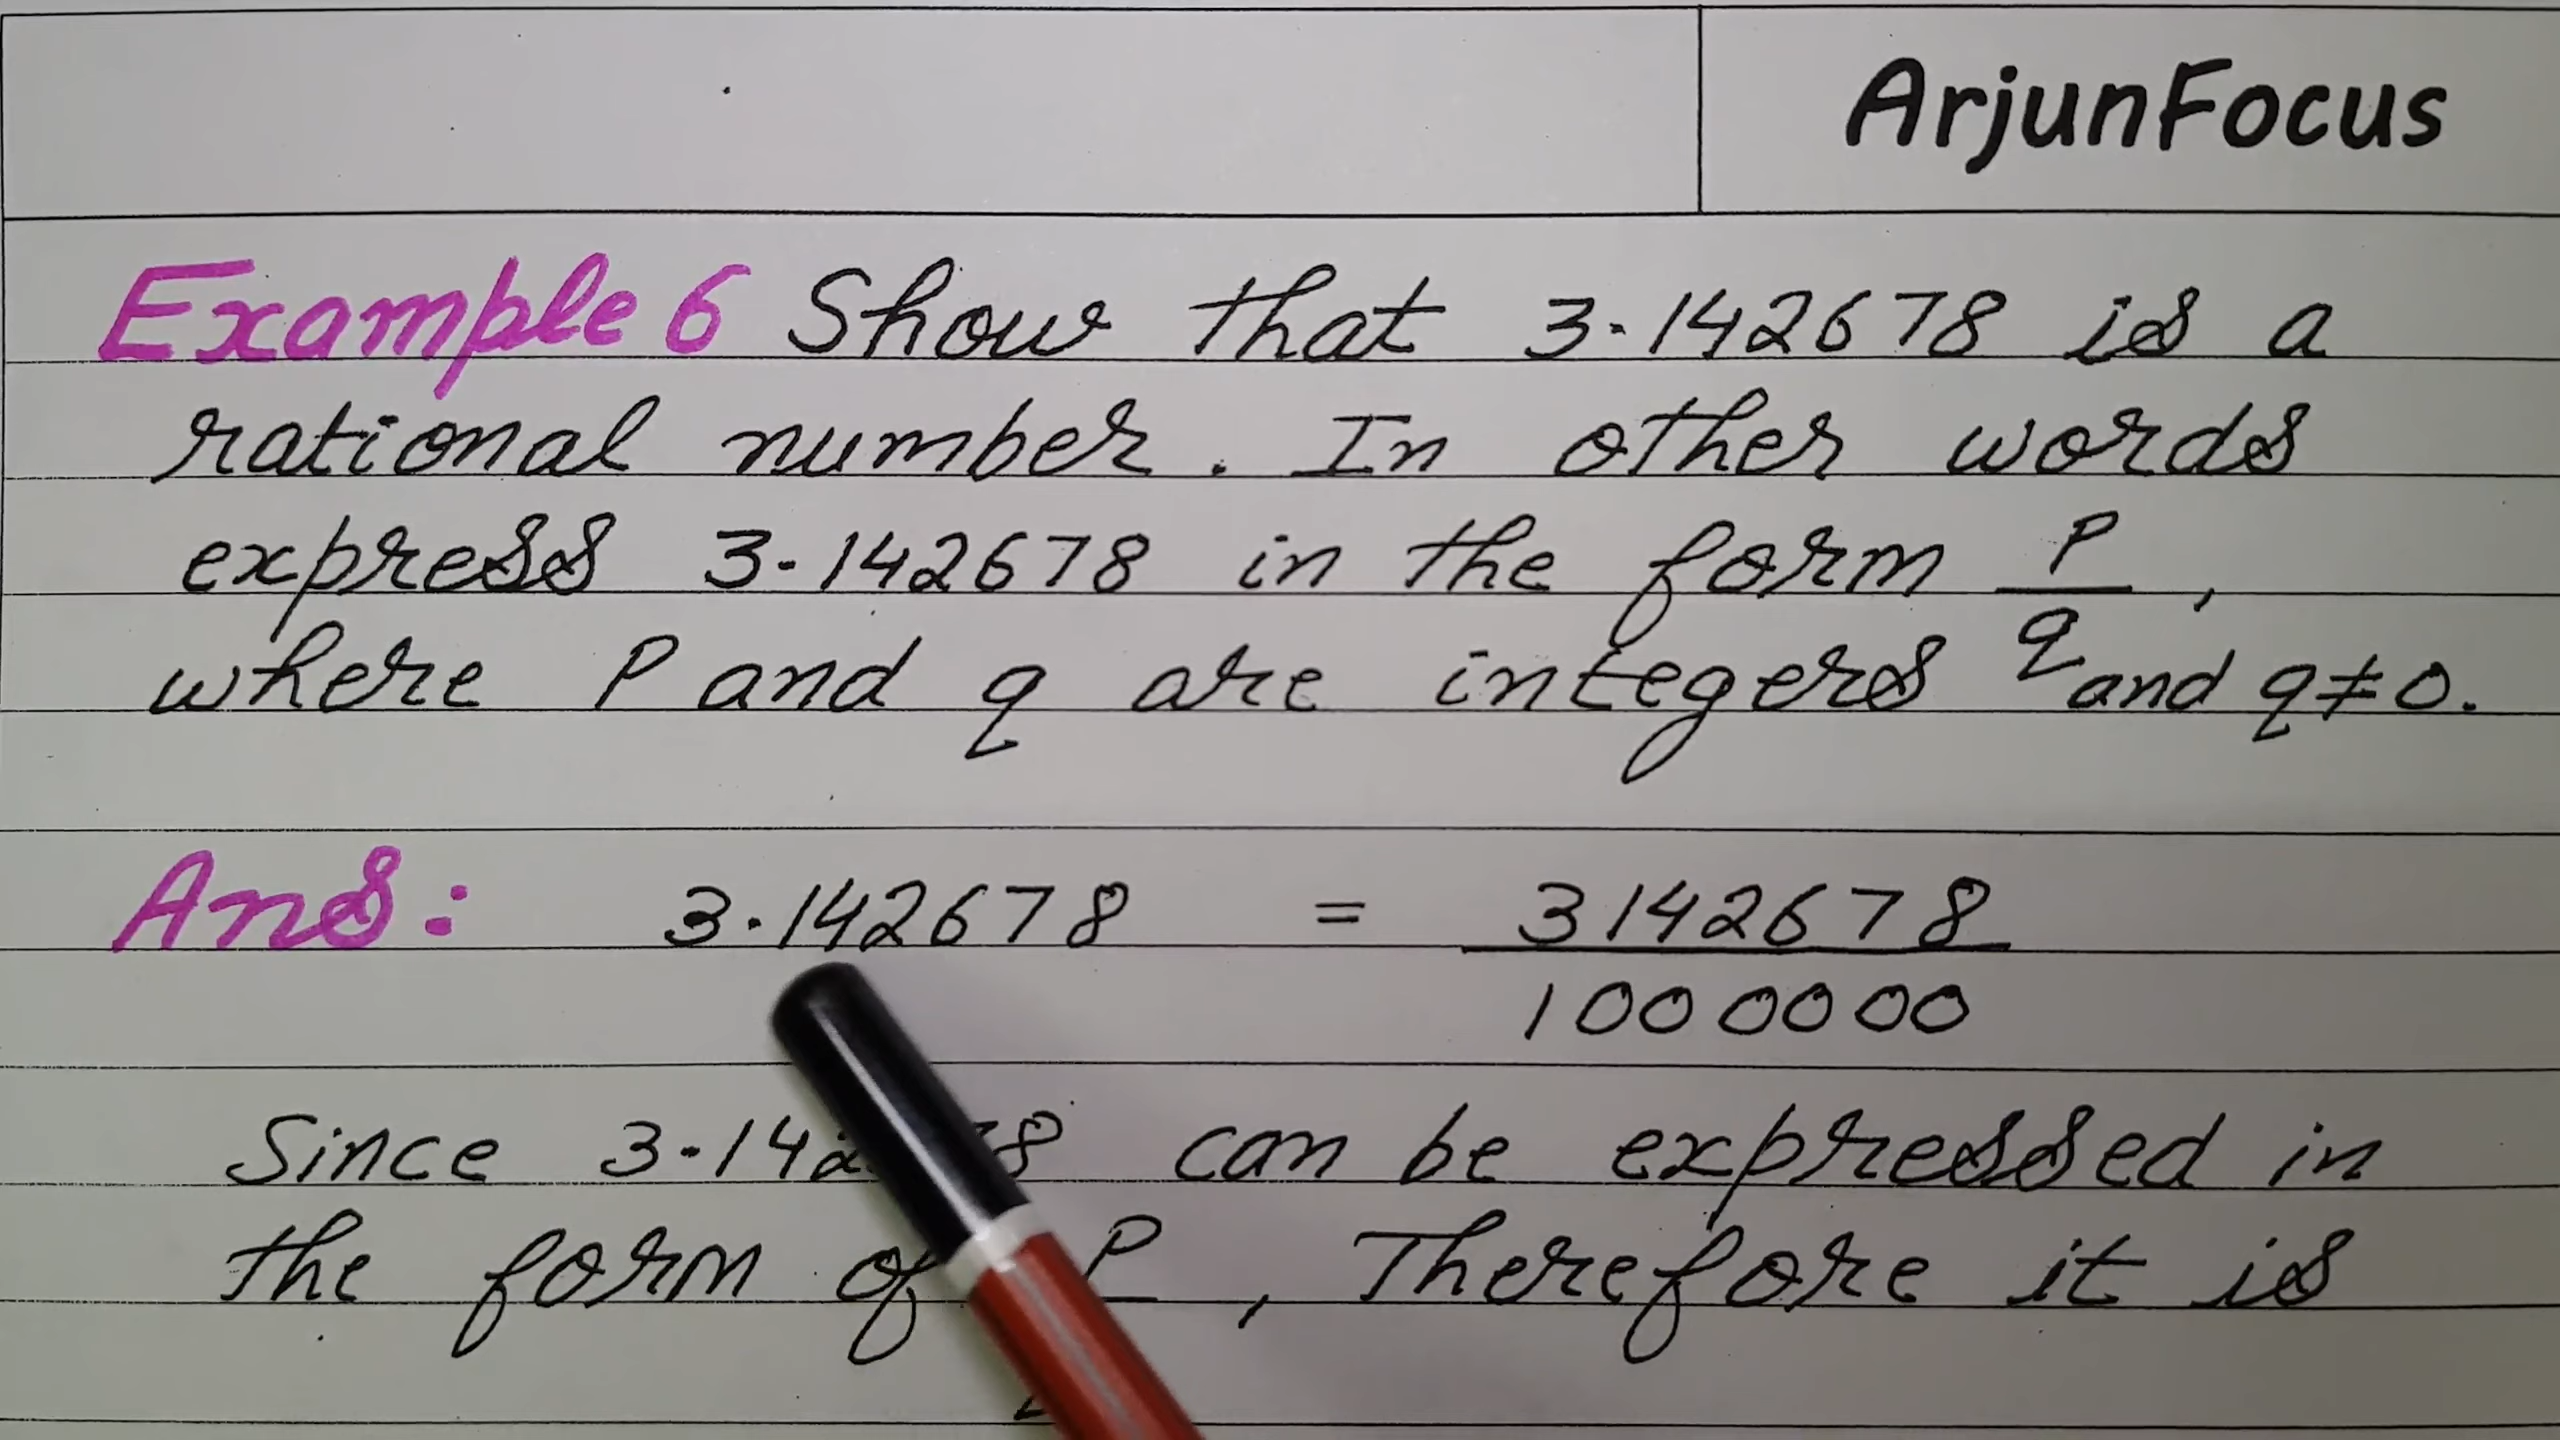 ArjunFocus
Example 6 Show that 3.142678 is a
rational number. In other words
express 3.142678 in the form P/q,
where P and q are integers and q≠0.
Ans: 3.142678 = 3142678/1000000
Since can be expressed in
the form of P, Therefore it is